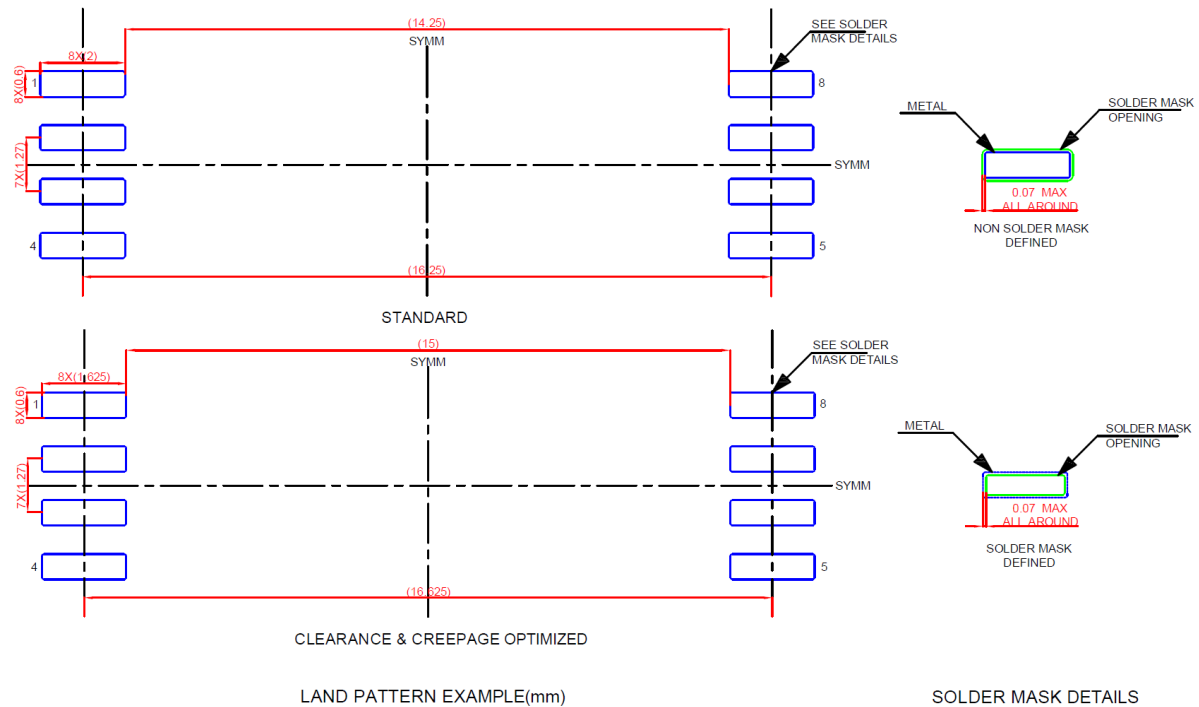 (14.25)
SYMM
SEE SOLDER
MASK DETAILS
8X(2)
8X(0.6)
1
8
7X(1.27)
SYMM
4
5
(16.25)
STANDARD
METAL
SOLDER MASK
OPENING
0.07 MAX
ALL AROUND
NON SOLDER MASK
DEFINED
(15)
SYMM
SEE SOLDER
MASK DETAILS
8X(1.625)
8X(0.6)
1
8
7X(1.27)
SYMM
4
5
(16.625)
CLEARANCE & CREEPAGE OPTIMIZED
METAL
SOLDER MASK
OPENING
0.07 MAX
ALL AROUND
SOLDER MASK
DEFINED
LAND PATTERN EXAMPLE(mm)
SOLDER MASK DETAILS